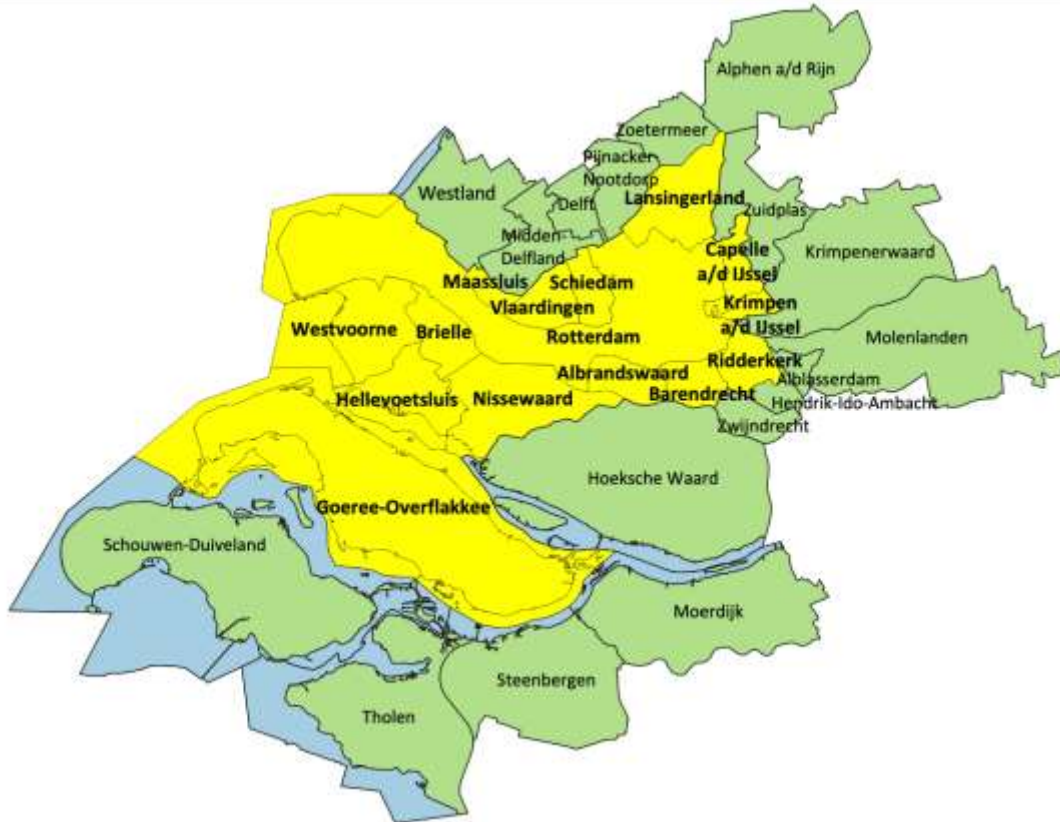 Alphen a/d Rijn
Zoetermeer
Pijnacker-
Nootdorp
Westland
Delft
Lansingerland
Zuidplas
Midden-
Delfland
Capelle
a/d IJssel
Krimpenerwaard
Maassluis
Schiedam
Vlaardingen
Krimpen
a/d IJssel
Westvoorne
Brielle
Rotterdam
Molenlanden
Ridderkerk
Albrandswaard
Alblasserdam
Barendrecht
Hellevoetsluis
Nissewaard
Hendrik-Ido-Ambacht
Zwijndrecht
Hoeksche Waard
Goeree-Overflakkee
Schouwen-Duiveland
Moerdijk
Steenbergen
Tholen